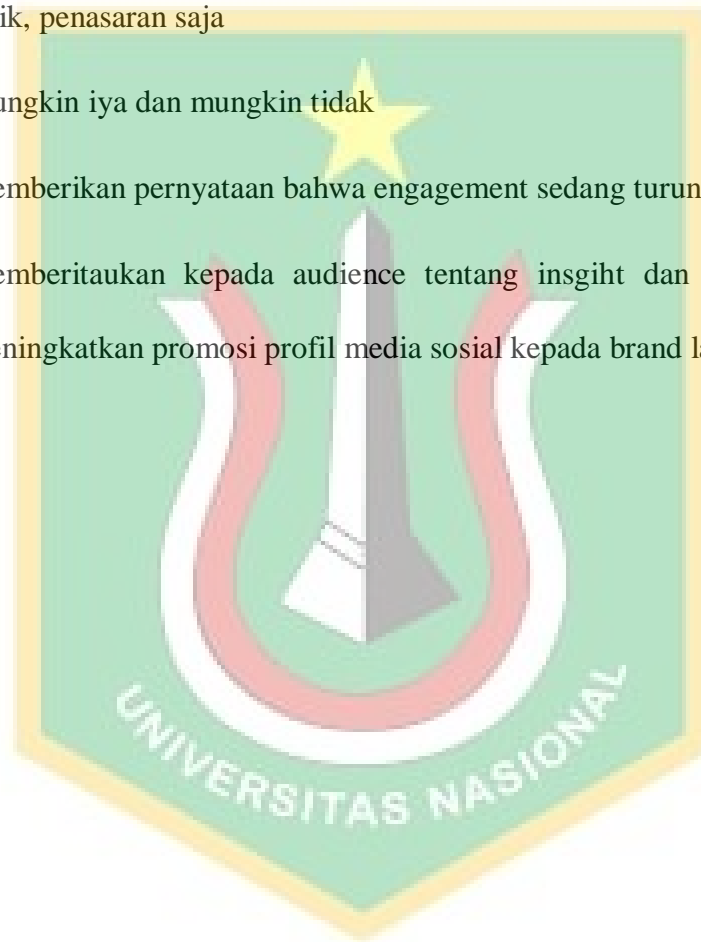 ik, penasaran saja
ungkin iya dan mungkin tidak
emberikan pernyataan bahwa engagement sedang turun
emberitaukan kepada audience tentang insgiht dan
eningkatkan promosi profil media sosial kepada brand la
UNIVERSITAS NASIONAL